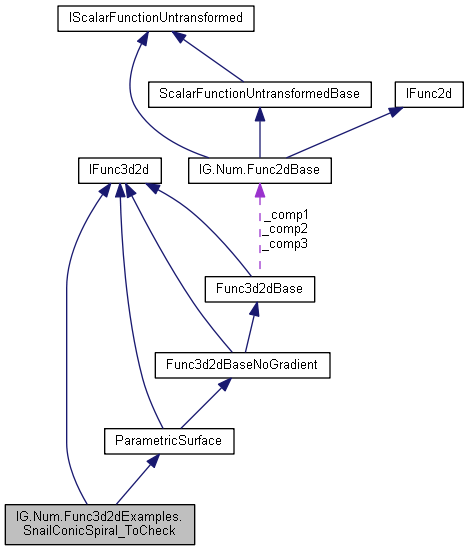 IScalarFunctionUntransformed
ScalarFunctionUntransformedBase
IFunc2d
IFunc3d2d
IG.Num.Func2dBase
_comp1
_comp2
_comp3
Func3d2dBase
Func3d2dBaseNoGradient
ParametricSurface
IG.Num.Func3d2dExamples.
SnailConicSpiral_ToCheck